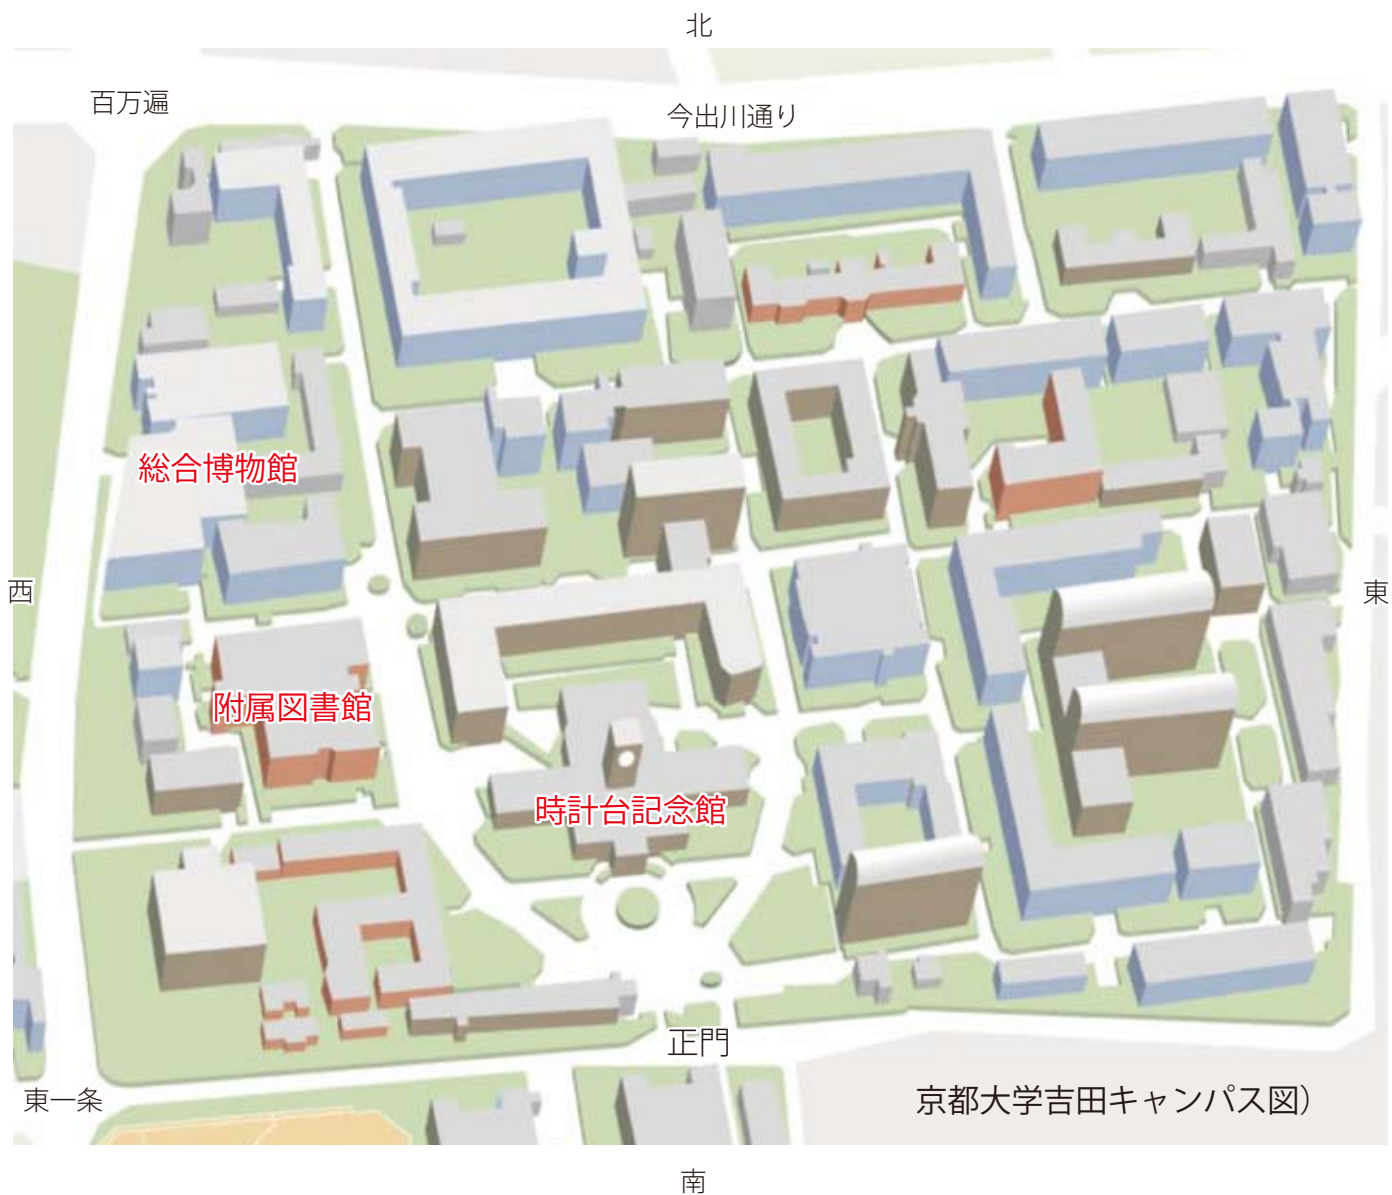 北
百万遍
今出川通り
総合博物館
西
東
附属図書館
時計台記念館
正門
東一条
京都大学吉田キャンパス図）
南